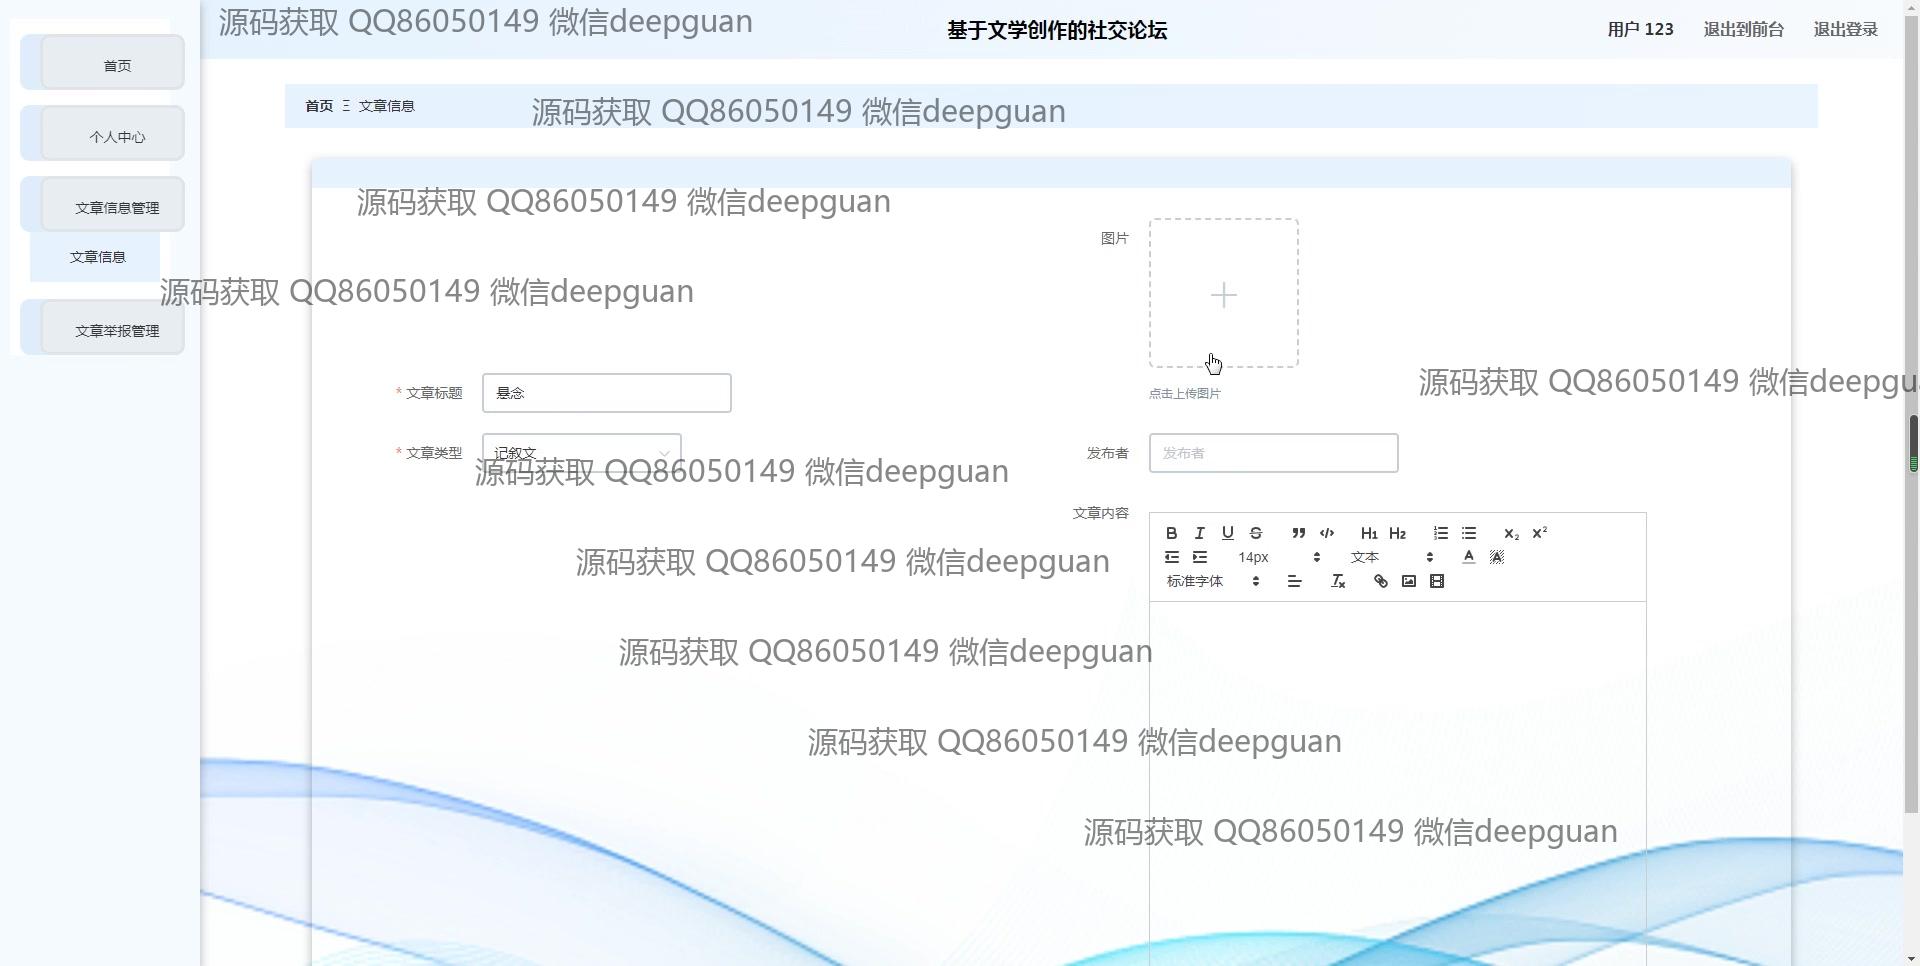 源码获取 QQ86050149 微信deepguan
基于文学创作的社交论坛
用户 123
退出到前台
退出登录
首页
个人中心
文章信息管理
文章信息
文章举报管理
首页 Ξ 文章信息
源码获取 QQ86050149 微信deepguan
源码获取 QQ86050149 微信deepguan
图片
源码获取 QQ86050149 微信deepguan
* 文章标题
悬念
点击上传图片
源码获取 QQ86050149 微信deepgu
* 文章类型
记叙文
发布者
发布者
源码获取 QQ86050149 微信deepguan
文章内容
B I U S ” </> H1 H2 X₂ X²
14px 文本 A A
标准字体
源码获取 QQ86050149 微信deepguan
源码获取 QQ86050149 微信deepguan
源码获取 QQ86050149 微信deepguan
源码获取 QQ86050149 微信deepguan